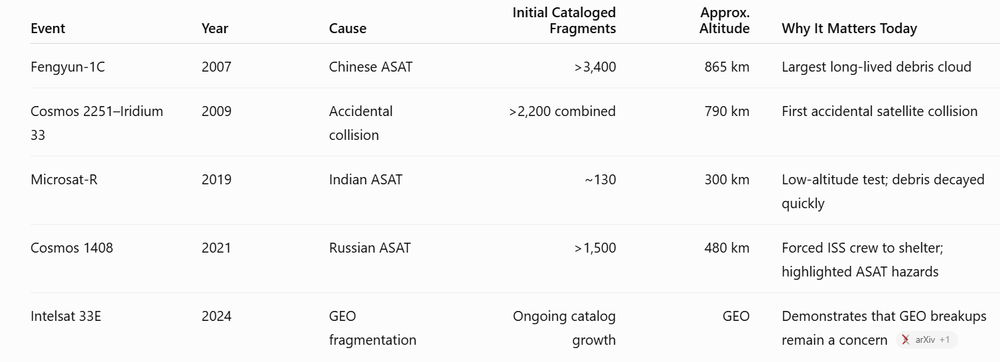 Event Year Cause Initial Cataloged Fragments Approx. Altitude Why It Matters Today
Fengyun-1C 2007 Chinese ASAT >3,400 865 km Largest long-lived debris cloud
Cosmos 2251–Iridium 2009 Accidental >2,200 combined 790 km First accidental satellite collision
33 collision
Microsat-R 2019 Indian ASAT ~130 300 km Low-altitude test; debris decayed
quickly
Cosmos 1408 2021 Russian ASAT >1,500 480 km Forced ISS crew to shelter;
highlighted ASAT hazards
Intelsat 33E 2024 GEO Ongoing catalog GEO Demonstrates that GEO breakups
fragmentation growth remain a concern arXiv +1